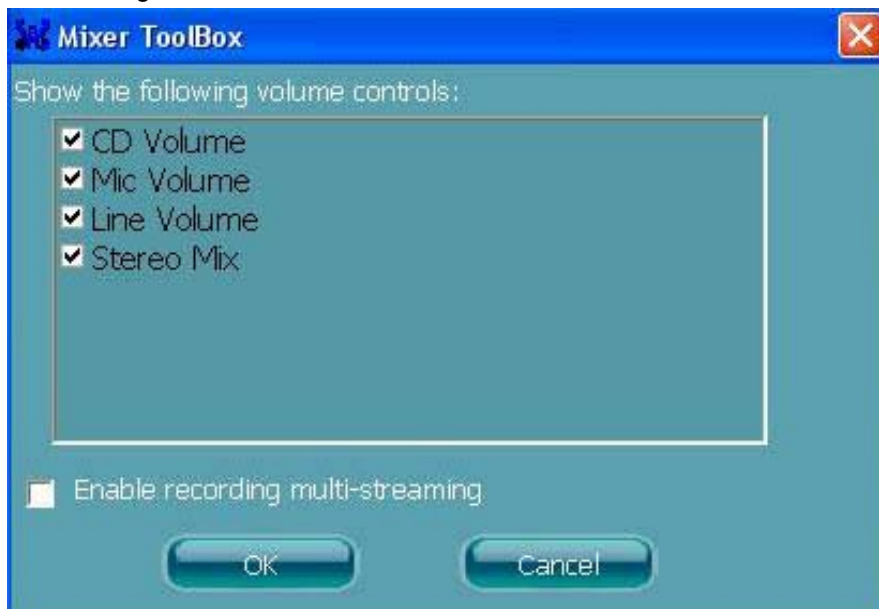 Mixer ToolBox
Show the following volume controls:
CD Volume
Mic Volume
Line Volume
Stereo Mix
Enable recording multi-streaming
OK Cancel